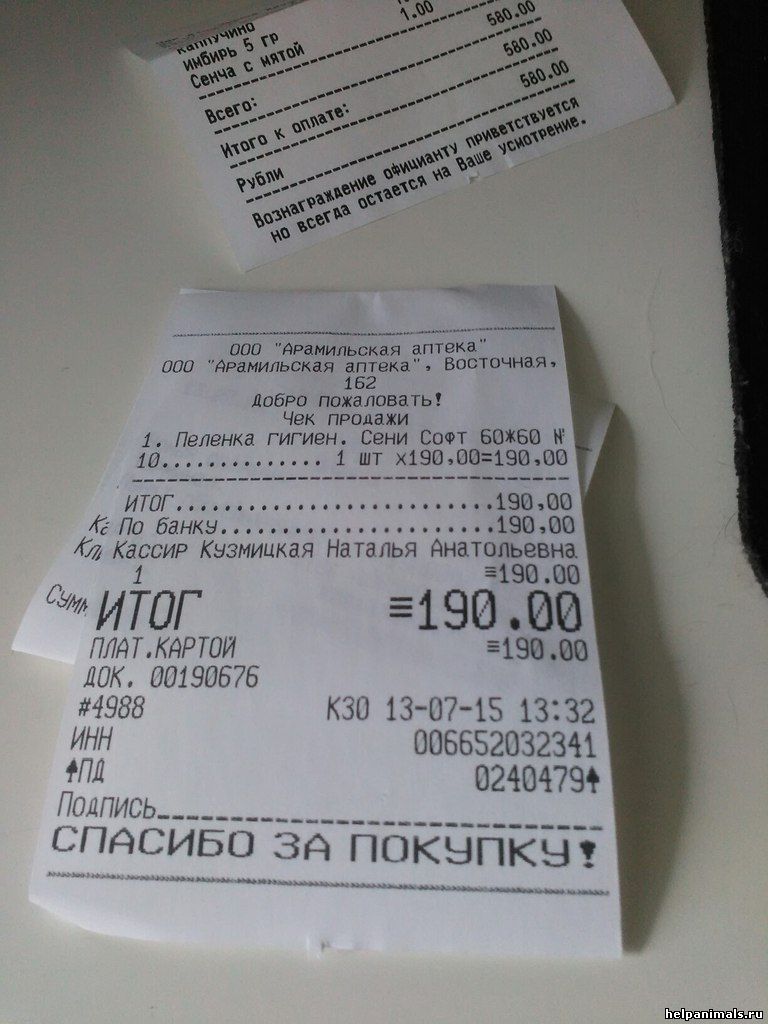 каппучино
имбирь 5 гр 1.00
Сенча с мятой 580.00
Всего: 580.00
Итого к оплате: 580.00
Рубли
Вознаграждение официанту приветствуется
но всегда остается на Ваше усмотрение.
ООО "Арамильская аптека"
ООО "Арамильская аптека", Восточная,
162
Добро пожаловать!
Чек продажи
1. Пеленка гигиен. Сени Софт 60*60 №
10.............. 1 шт х190,00=190,00
ИТОГ........................190,00
По банку....................190,00
Кассир Кузмицкая Наталья Анатольевна
1 ≡190.00
ИТОГ ≡190.00
ПЛАТ.КАРТОЙ ≡190.00
ДОК. 00190676
#4988 К30 13-07-15 13:32
ИНН 006652032341
ПД 0240479
Подпись
СПАСИБО ЗА ПОКУПКУ!
Сумм
helpanimals.ru